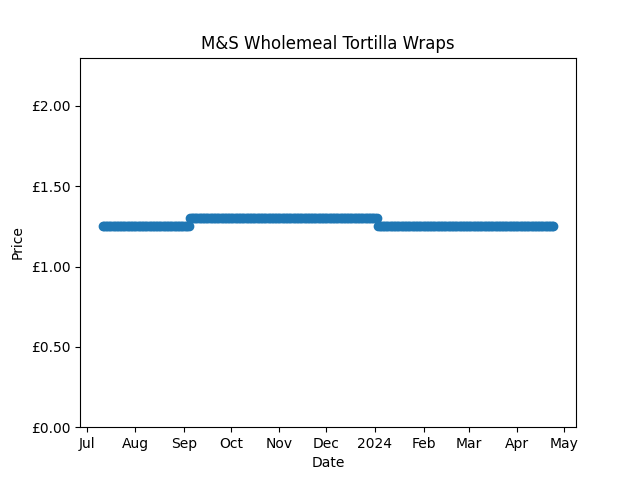 M&S Wholemeal Tortilla Wraps
£2.00
£1.50
£1.00
£0.50
£0.00
Price
Jul Aug Sep Oct Nov Dec 2024 Feb Mar Apr May
Date